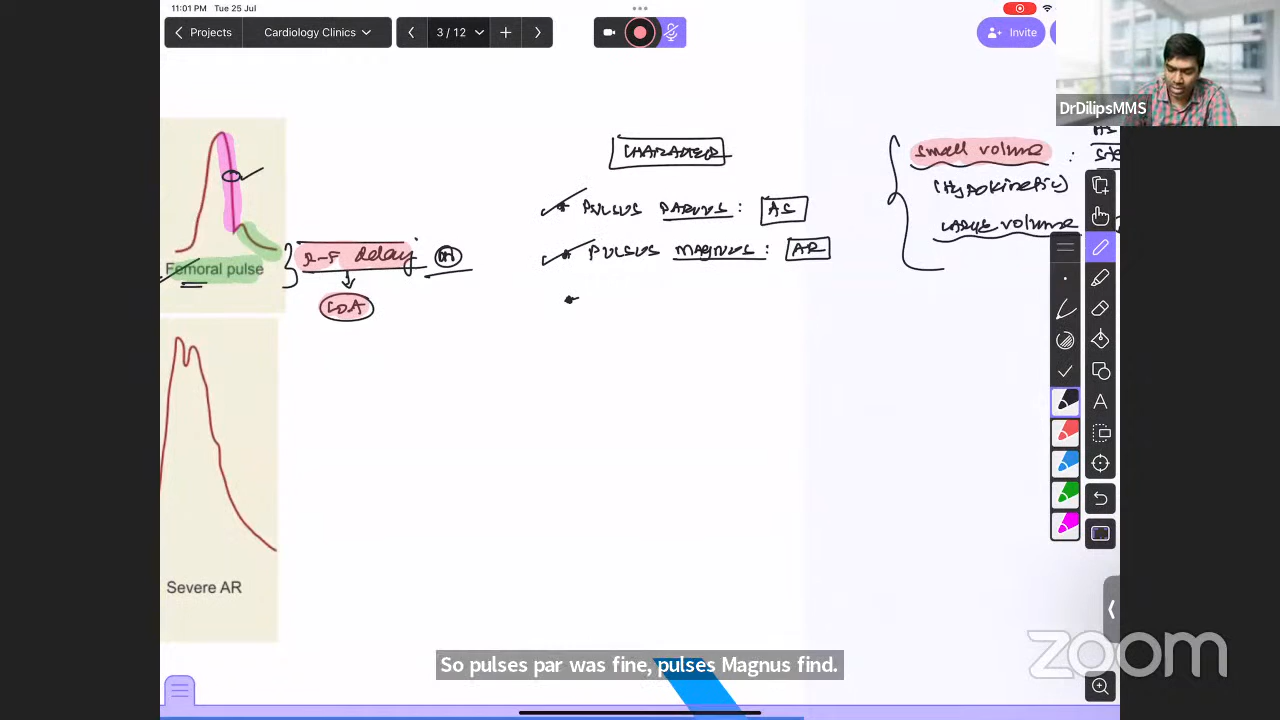 11:01 PM Tue 25 Jul
Projects
Cardiology Clinics
3 / 12
Invite
DrDilipsMMS
CHARACTER
PULSUS PARVUS : AS
PULSUS MAGNUS : AR
small volume :
(Hypokinetic)
LARGE volume
AS
Femoral pulse
R-F delay
COA
Severe AR
A
So pulses par was fine, pulses Magnus find.
zoom